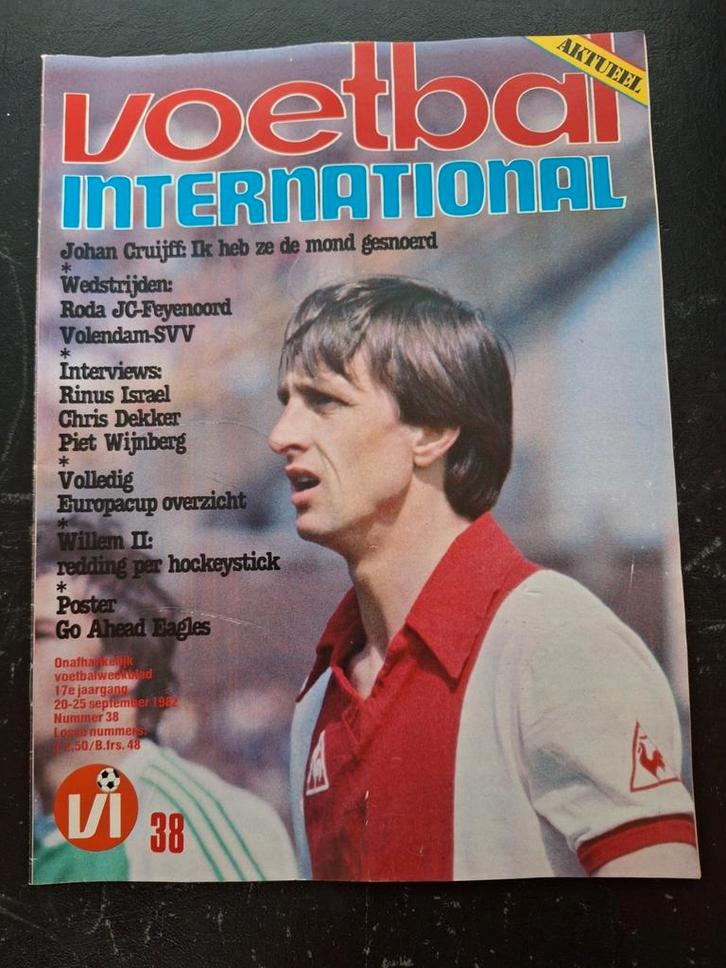 AKTUEEL
voetbal
INTERNATIONAL
Johan Cruijff: Ik heb ze de mond gesnoerd
*
Wedstrijden:
Roda JC-Feyenoord
Volendam-SVV
*
Interviews:
Rinus Israel
Chris Dekker
Piet Wijnberg
*
Volledig
Europacup overzicht
*
Willem II:
redding per hockeystick
*
Poster
Go Ahead Eagles
Onafhankelijk
voetbalweekblad
17e jaargang
20-25 september 1982
Nummer 38
Losse nummers:
f 2,50/B.frs. 48
VI
38